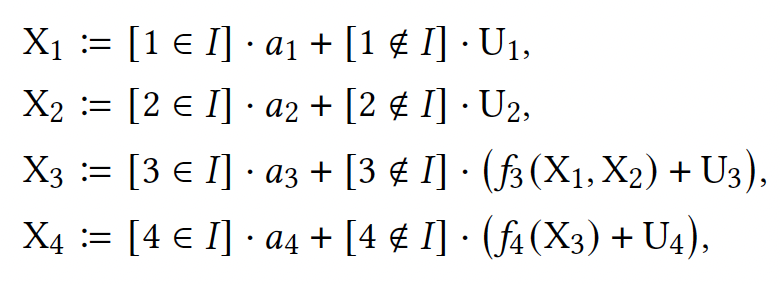 X₁ := [1 ∈ I] · a₁ + [1 ∉ I] · U₁,
X₂ := [2 ∈ I] · a₂ + [2 ∉ I] · U₂,
X₃ := [3 ∈ I] · a₃ + [3 ∉ I] · (f₃(X₁, X₂) + U₃),
X₄ := [4 ∈ I] · a₄ + [4 ∉ I] · (f₄(X₃) + U₄),